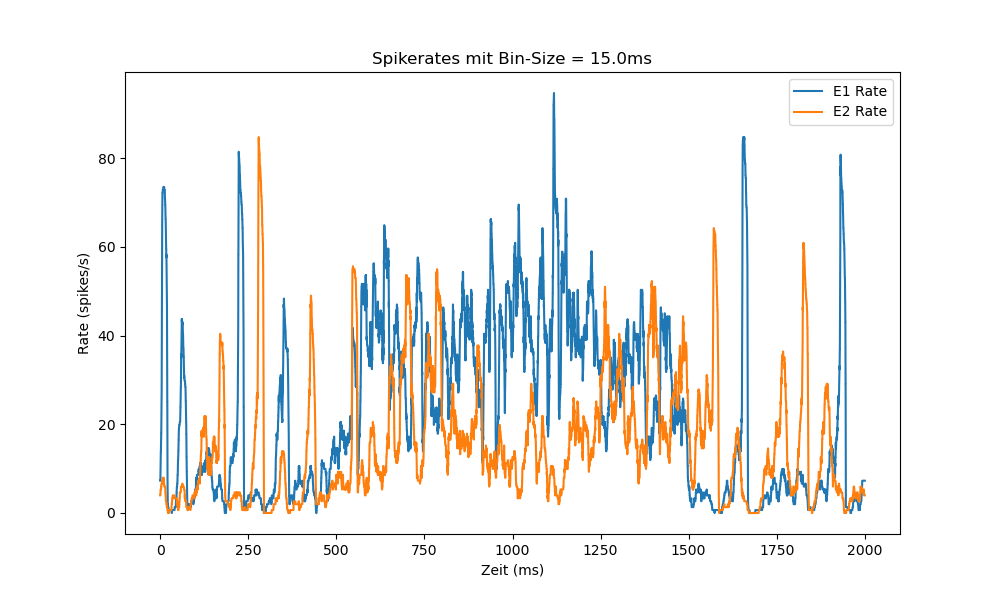 Spikerates mit Bin-Size = 15.0ms
E1 Rate
E2 Rate
Rate (spikes/s)
80
60
40
20
0
0 250 500 750 1000 1250 1500 1750 2000
Zeit (ms)